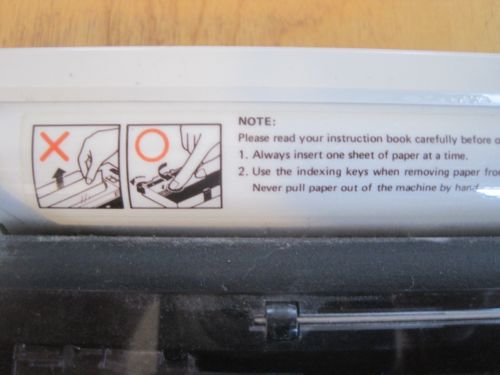 NOTE:
Please read your instruction book carefully before o
1. Always insert one sheet of paper at a time.
2. Use the indexing keys when removing paper fro
Never pull paper out of the machine by hand